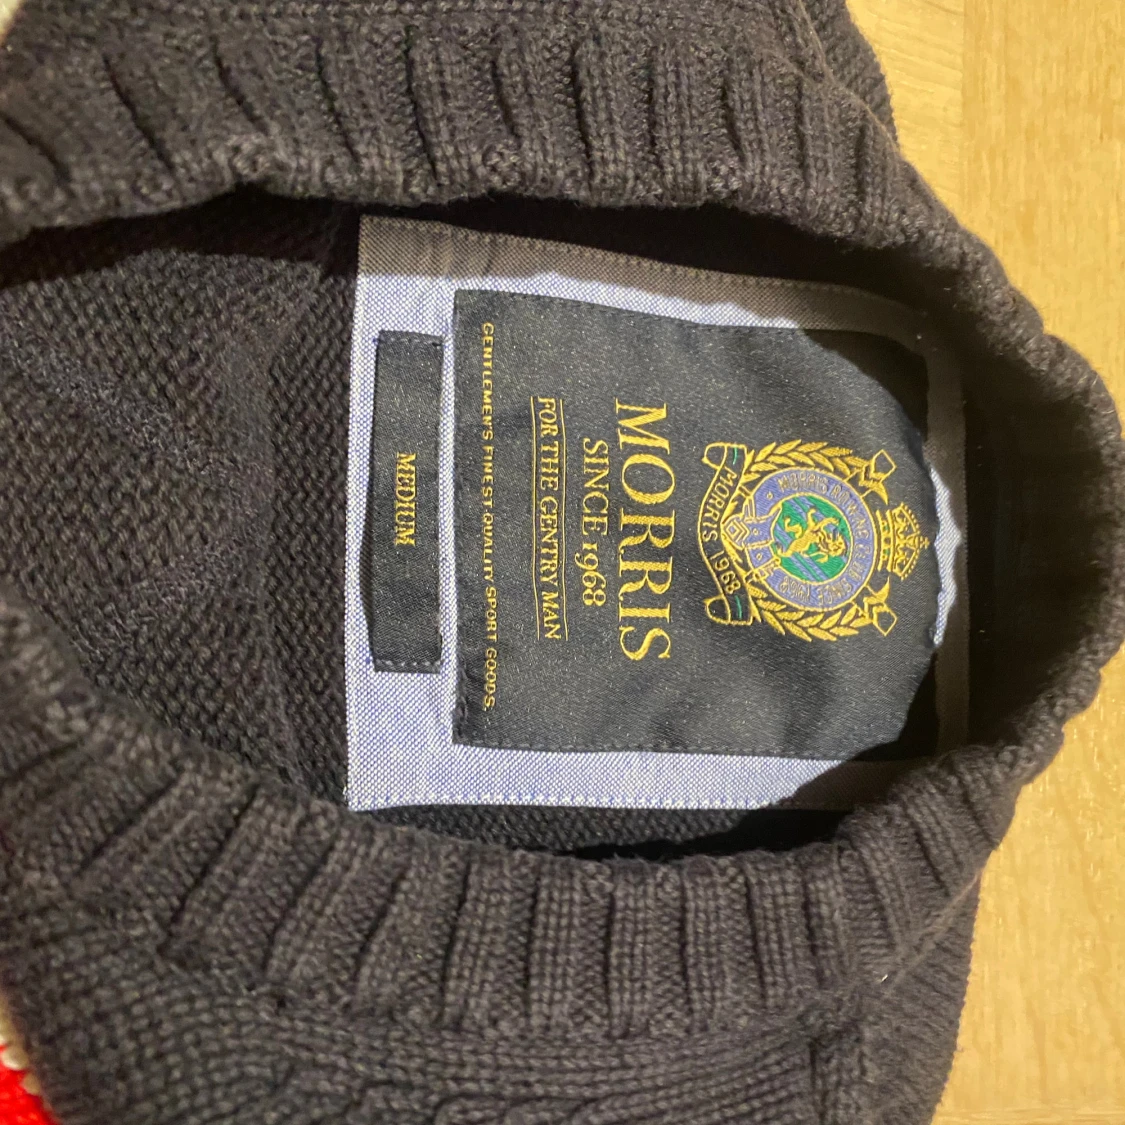 MORRIS 1968
MORRIS
SINCE 1968
FOR THE GENTRY MAN
GENTLEMEN'S FINEST QUALITY SPORT GOODS.
MEDIUM